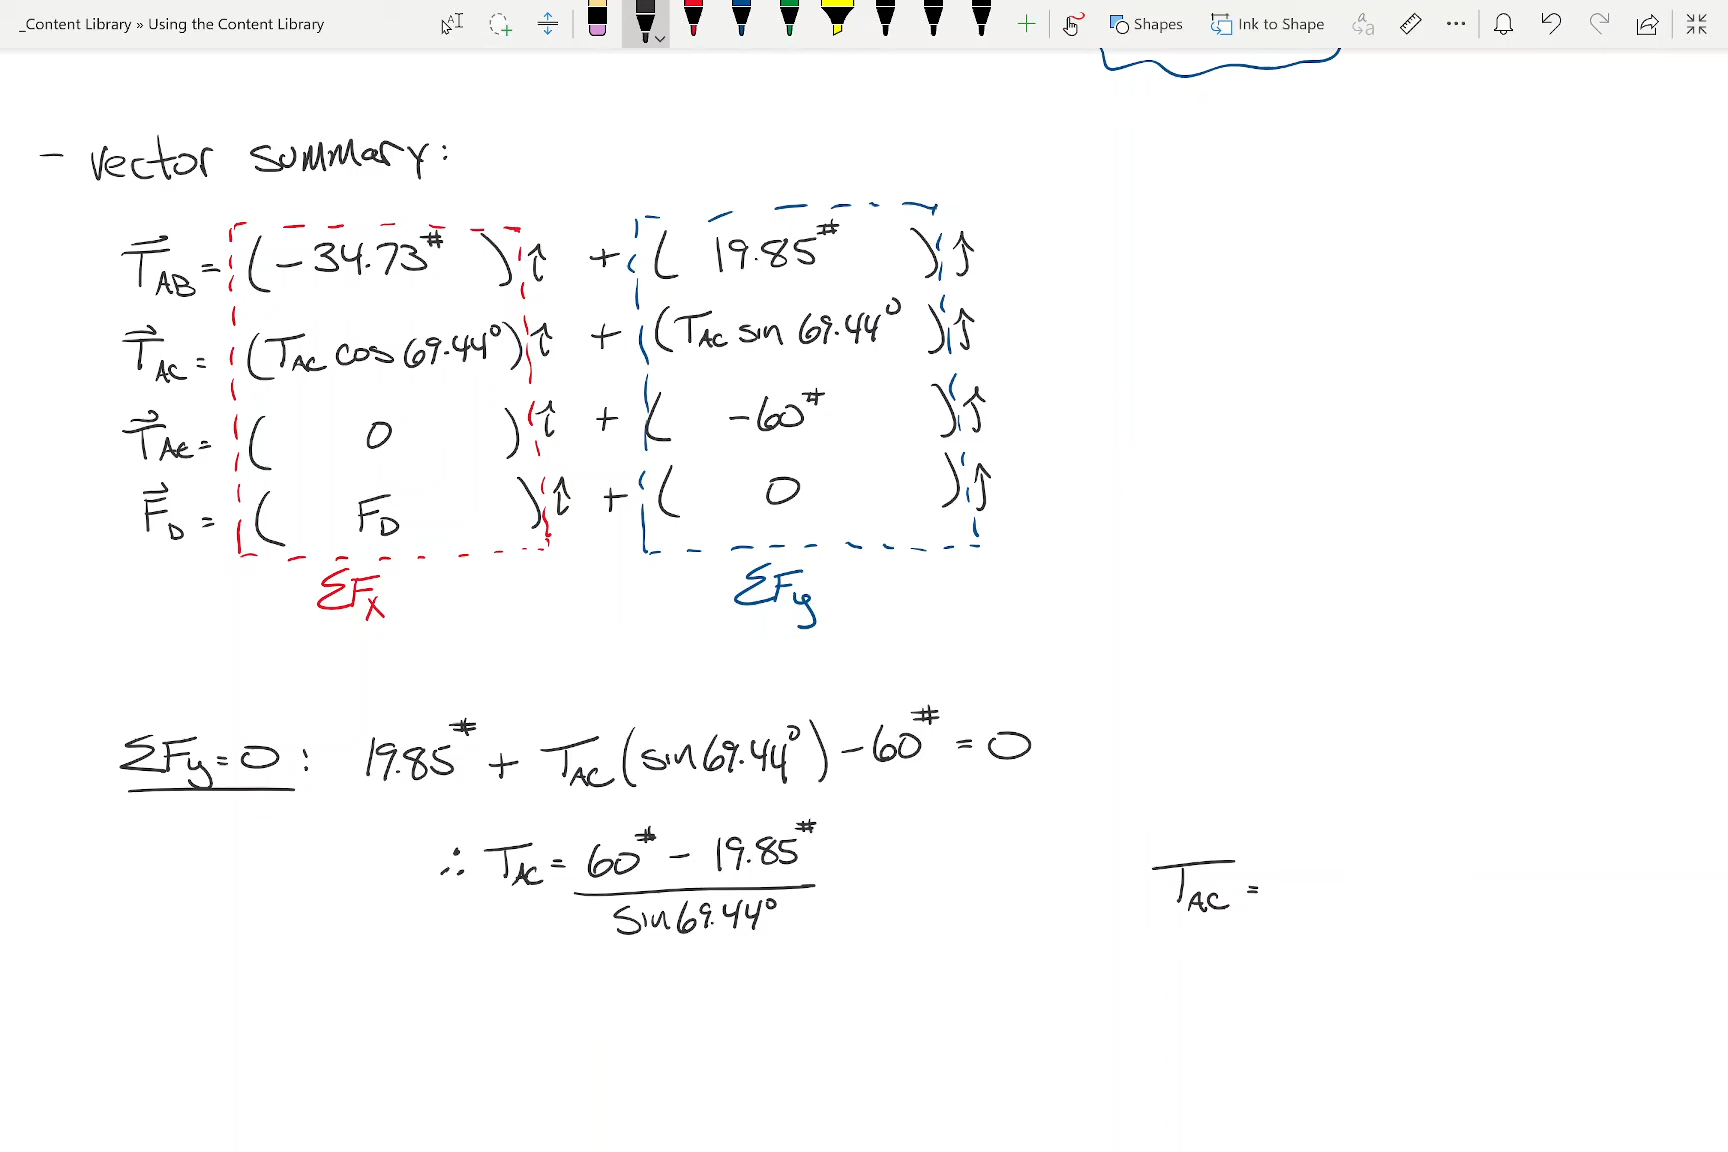 _Content Library » Using the Content Library
Shapes
Ink to Shape
- vector summary:
T⃗AB = (-34.73# )î + ( 19.85# )ĵ
T⃗AC = (TAC cos 69.44°)î + (TAC sin 69.44° )ĵ
T⃗AE = ( 0 )î + ( -60# )ĵ
F⃗D = ( FD )î + ( 0 )ĵ
ΣFx ΣFy
ΣFy = 0 : 19.85# + TAC (sin 69.44°) - 60# = 0
∴ TAC = 60# - 19.85#
sin 69.44°
TAC =